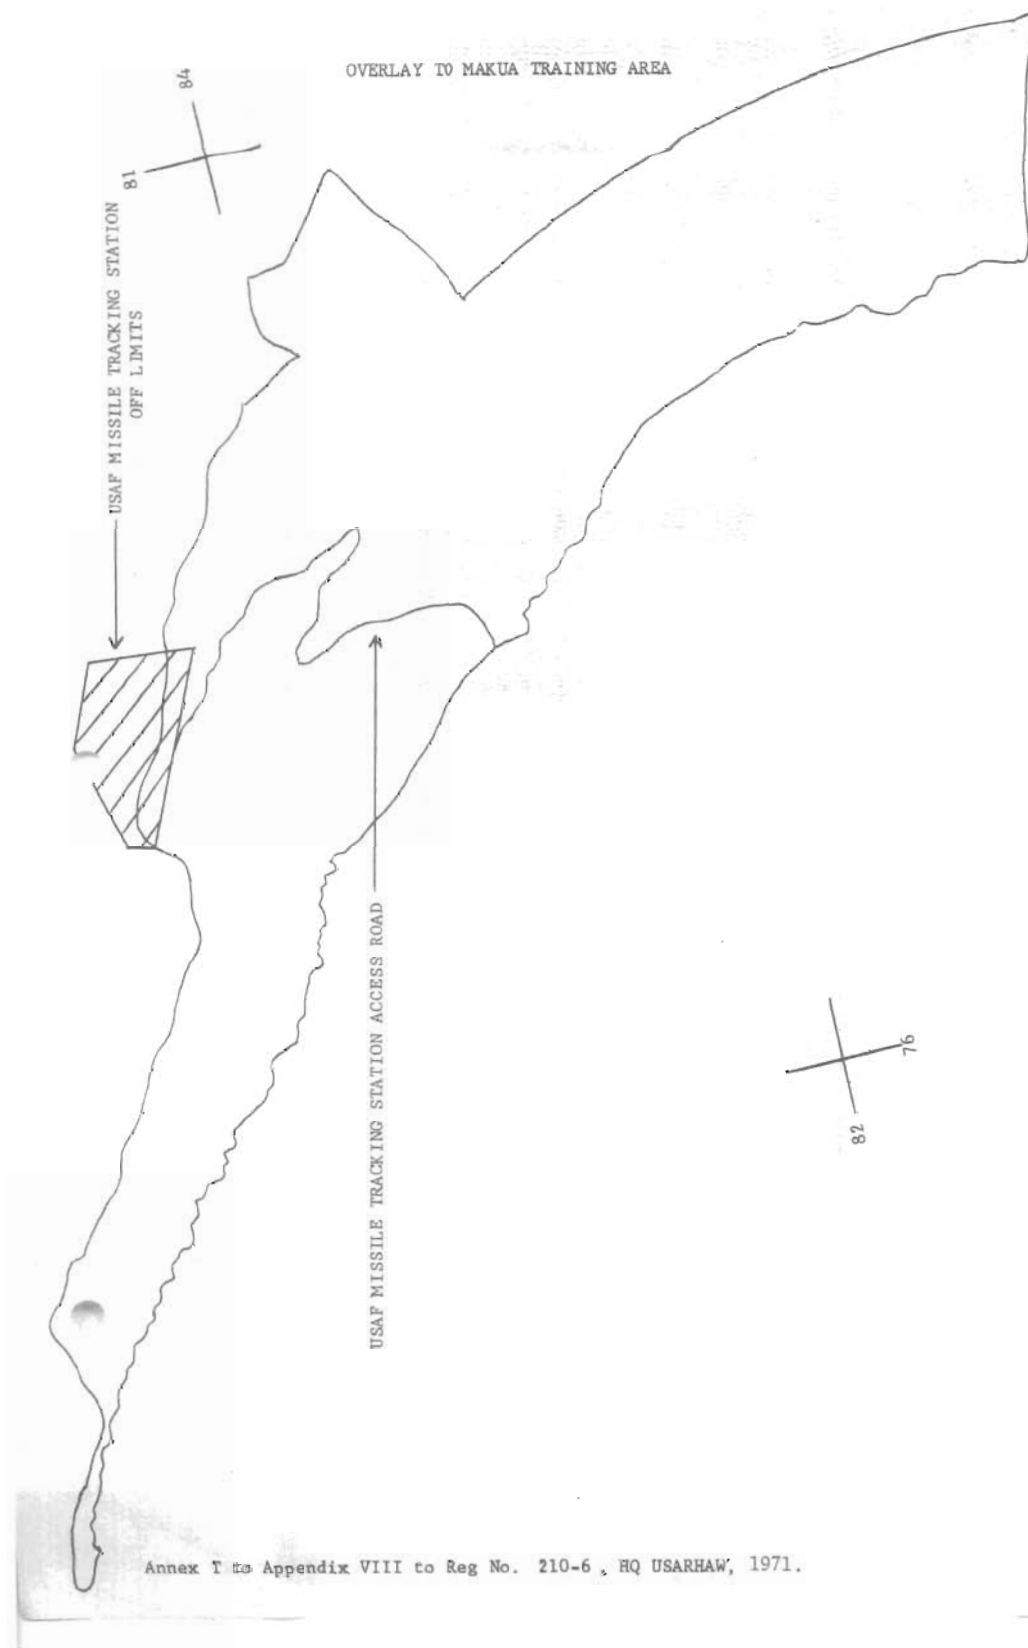 OVERLAY TO MAKUA TRAINING AREA
84
81
USAF MISSILE TRACKING STATION
OFF LIMITS
USAF MISSILE TRACKING STATION ACCESS ROAD
76
82
Annex T to Appendix VIII to Reg No. 210-6, HQ USARHAW, 1971.